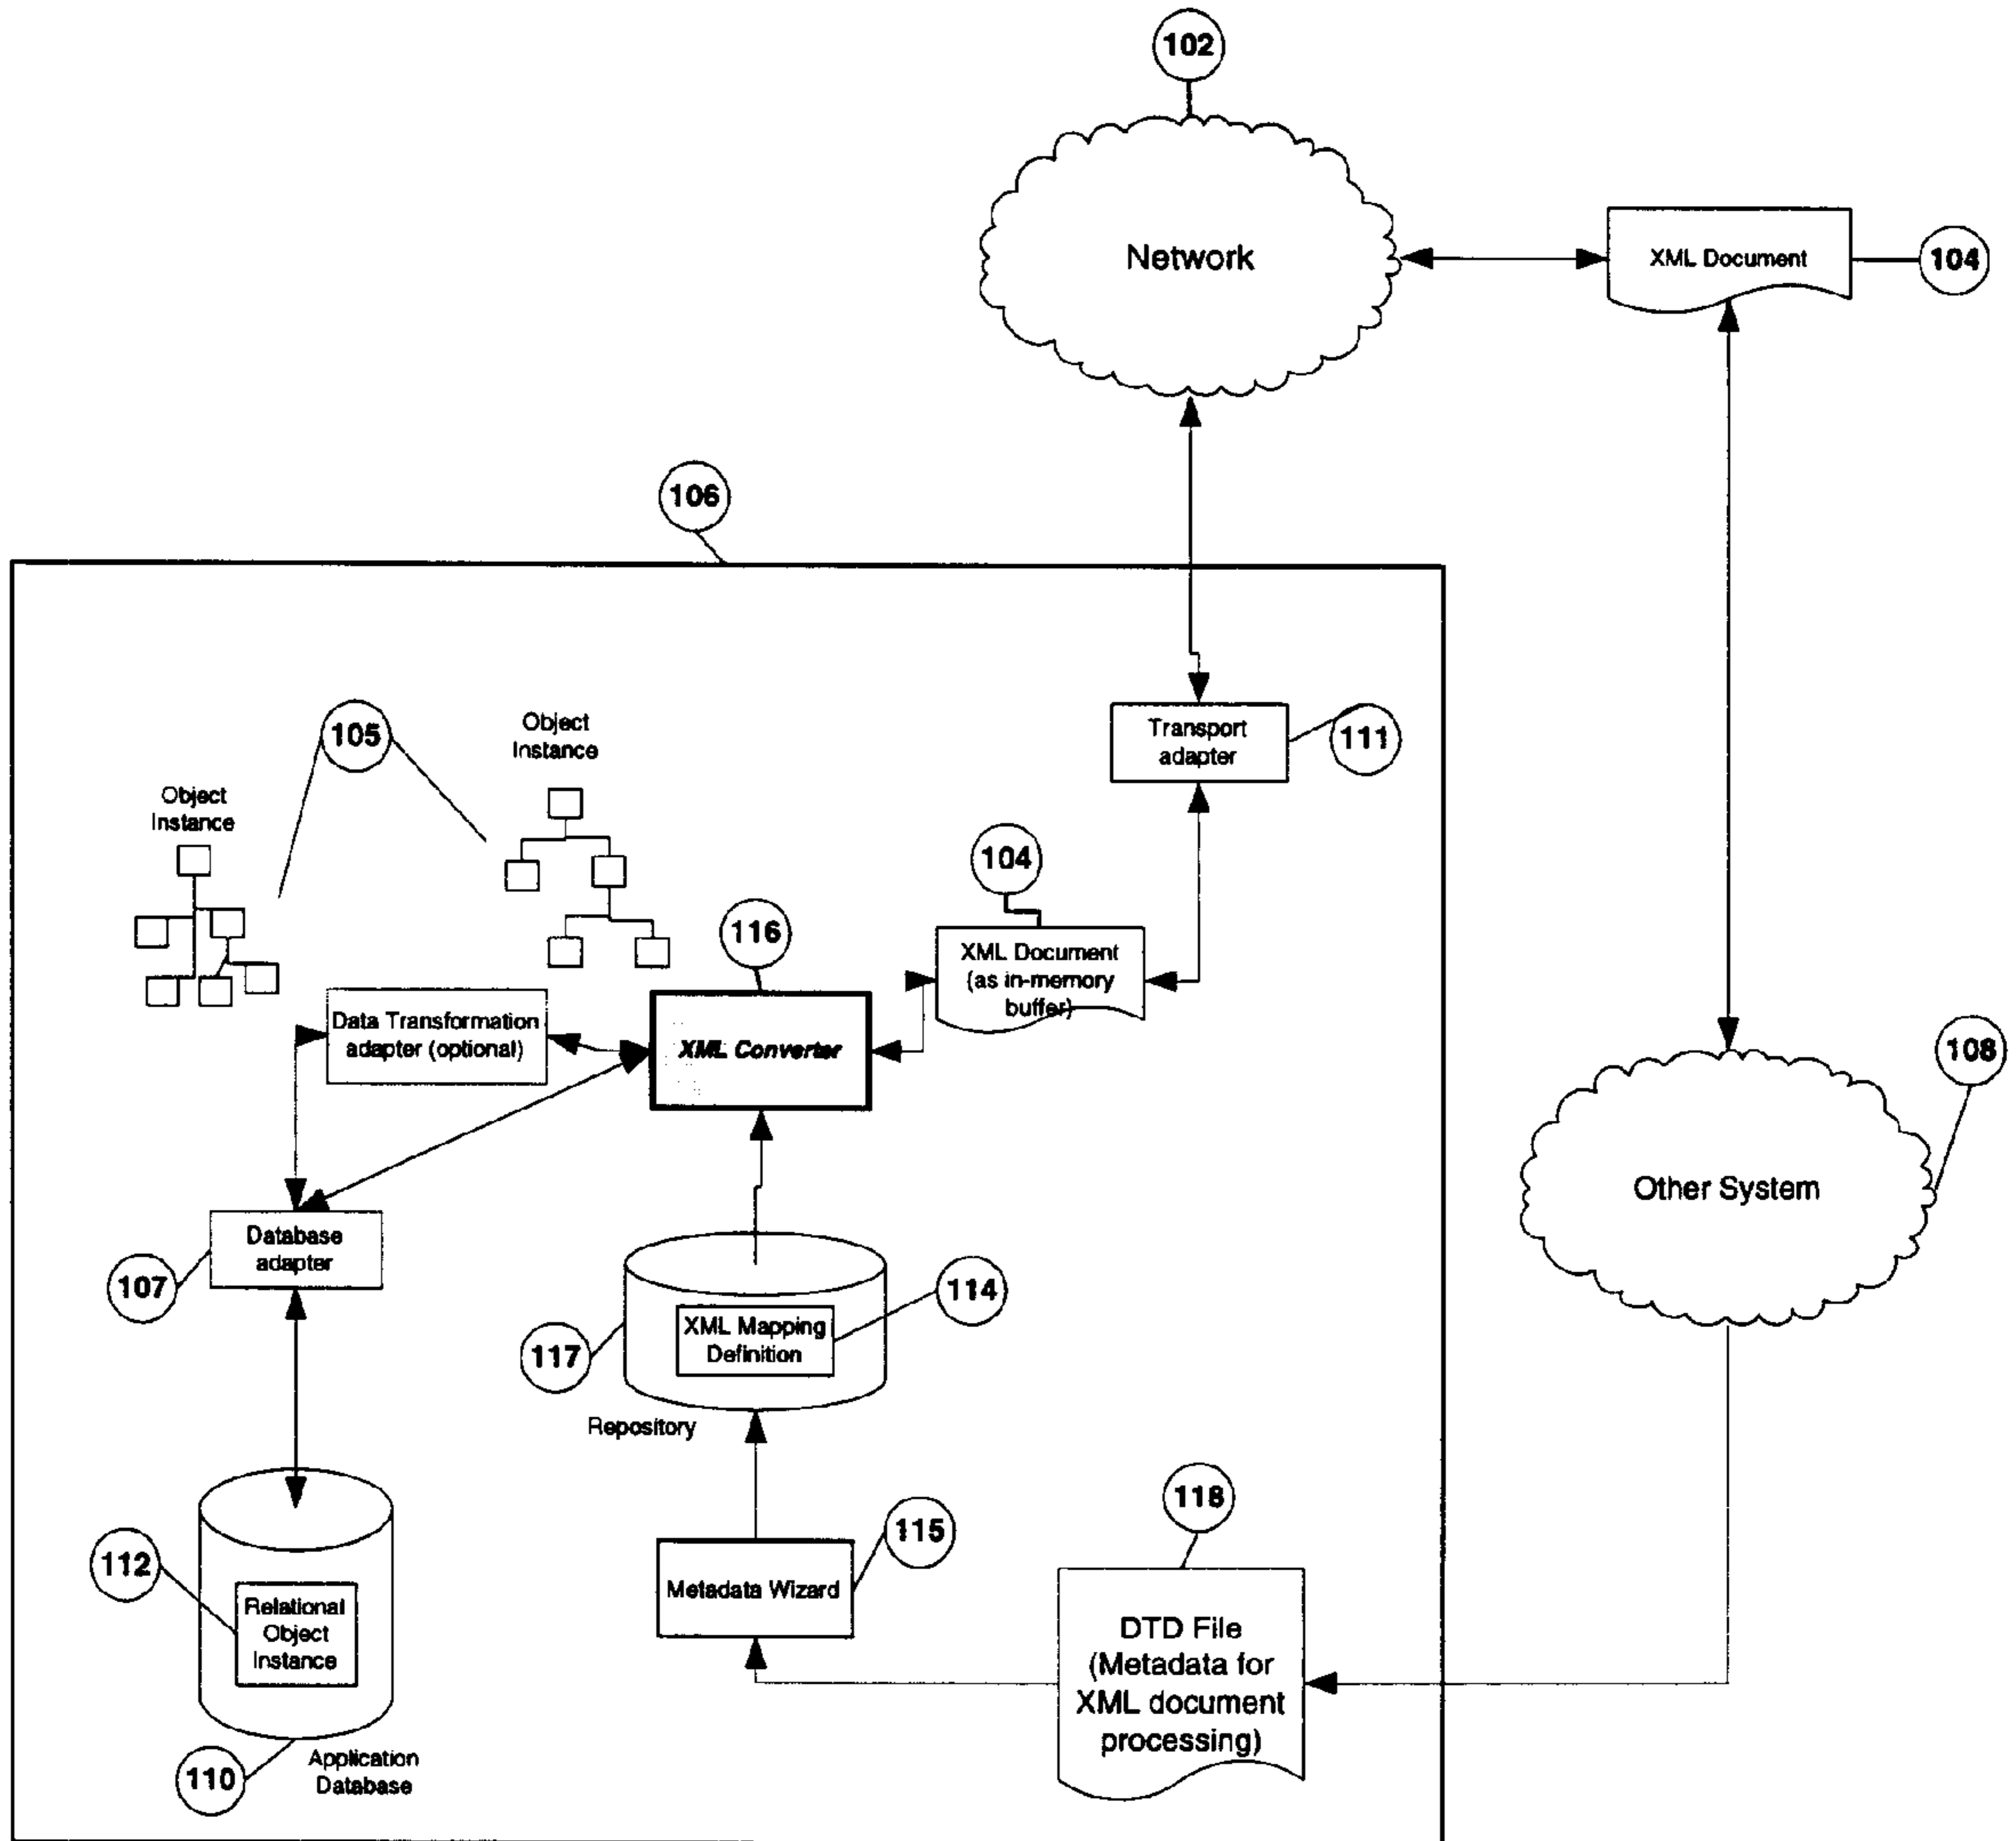 102
Network
XML Document
104
106
105
Object
Instance
Object
Instance
Transport
adapter
111
104
116
XML Document
(as in-memory
buffer)
Data Transformation
adapter (optional)
XML Converter
108
Other System
Database
adapter
107
114
XML Mapping
Definition
117
Repository
118
115
112
Metadata Wizard
Relational
Object
Instance
DTD File
(Metadata for
XML document
processing)
110
Application
Database